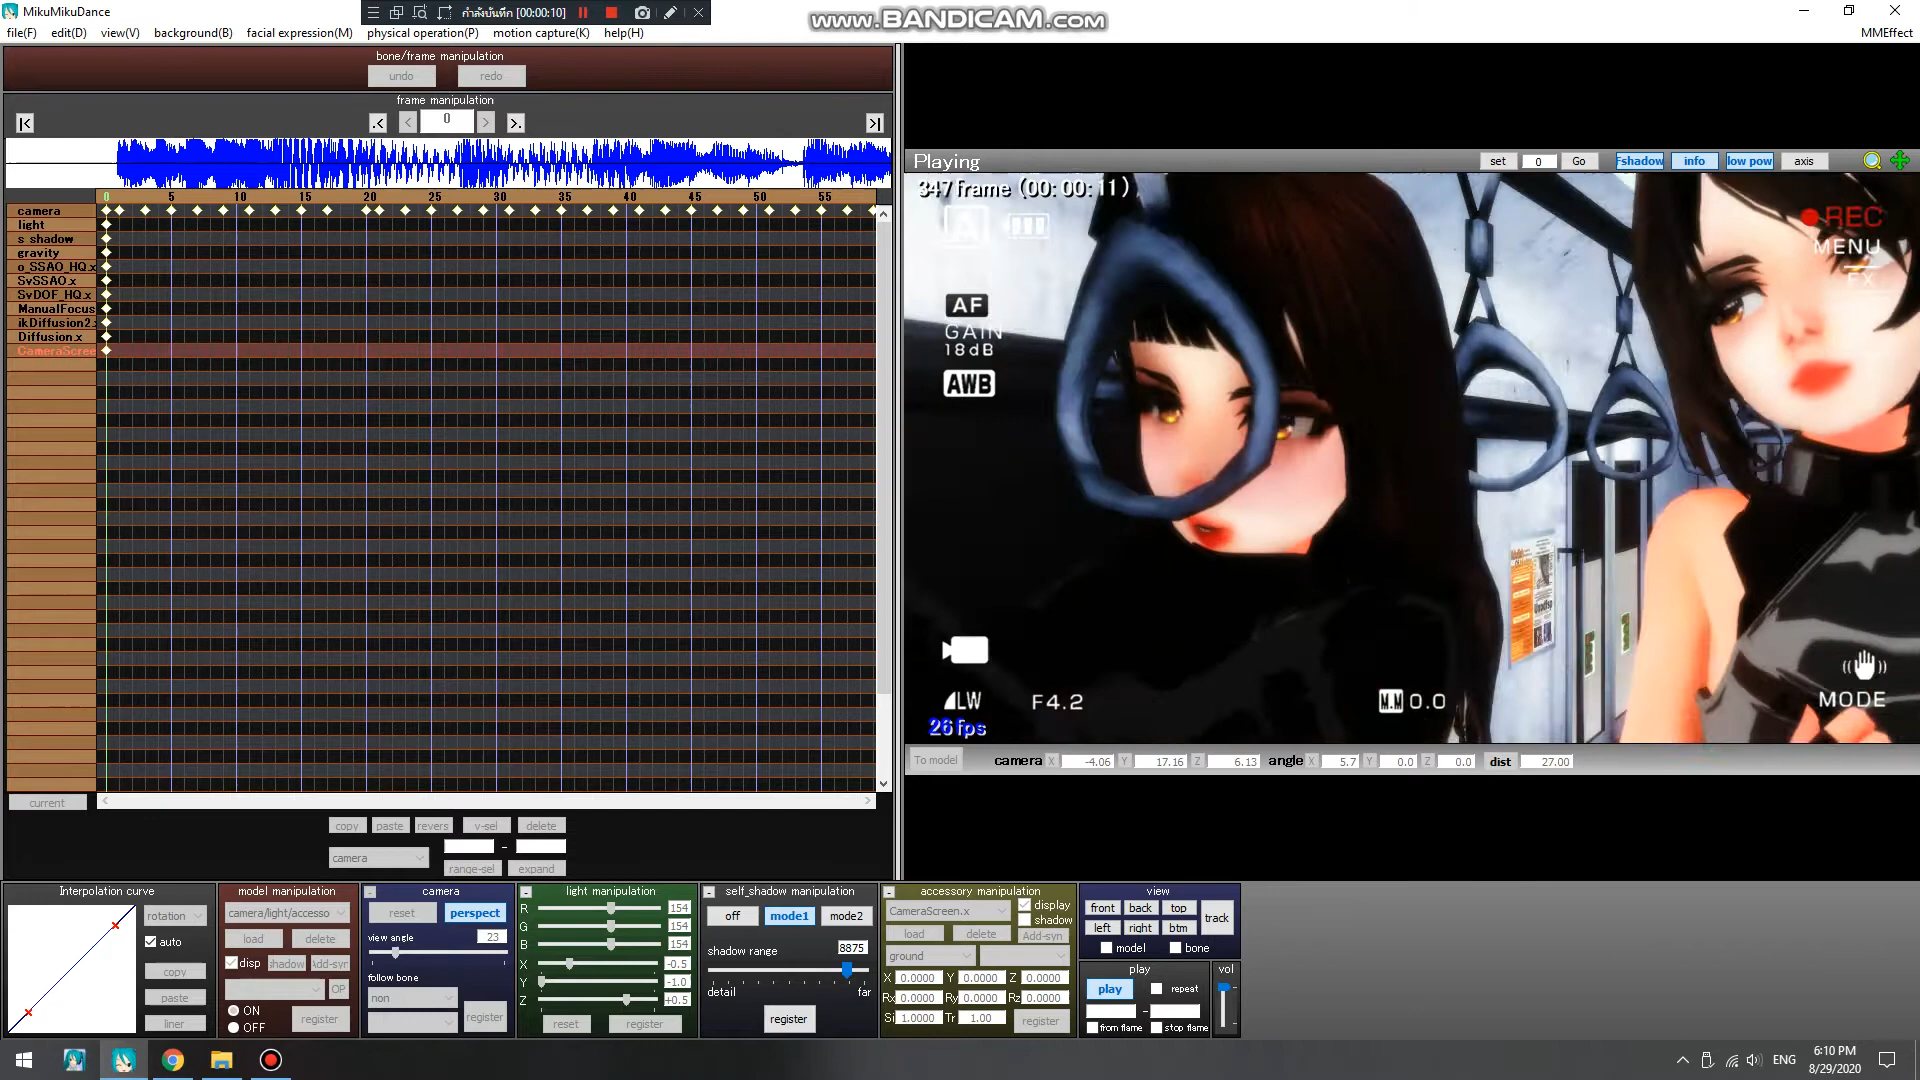 MikuMikuDance
กำลังบันทึก [00:00:10]
www.BANDICAM.com
file(F) edit(D) view(V) background(B) facial expression(M) physical operation(P) motion capture(K) help(H)
MMEffect
bone/frame manipulation
undo redo
frame manipulation
|< .< < 0 > >. >|
Playing
set 0 Go Fshadow info low pow axis
347 frame (00:00:11)
0 5 10 15 20 25 30 35 40 45 50 55
camera
light
s shadow
gravity
o_SSAO_HQ.x
SvSSAO.x
SvDOF_HQ.x
ManualFocus
ikDiffusion2.
Diffusion.x
CameraScree
A
REC
MENU
EX
AF
GAIN
18dB
AWB
LW
F4.2
M.M 0.0
MODE
26 fps
To model camera X -4.06 Y 17.16 Z 6.13 angle X 5.7 Y 0.0 Z 0.0 dist 27.00
current
copy paste revers v-sel delete
camera
-
range-sel expand
Interpolation curve
rotation
auto
copy
paste
liner
model manipulation
camera/light/accesso
load delete
disp shadow Add-syn
OP
ON
OFF
register
camera
reset perspect
view angle 23
follow bone
non
register
light manipulation
R 154
G 154
B 154
X -0.5
Y -1.0
Z +0.5
reset register
self_shadow manipulation
off mode1 mode2
shadow range 8875
detail far
register
accessory manipulation
CameraScreen.x
display
shadow
load delete Add-syn
ground
X 0.0000 Y 0.0000 Z 0.0000
Rx 0.0000 Ry 0.0000 Rz 0.0000
Si 1.0000 Tr 1.00 register
view
front back top
left right btm
track
model bone
play
play repeat
-
from flame stop flame
vol
ENG
6:10 PM
8/29/2020